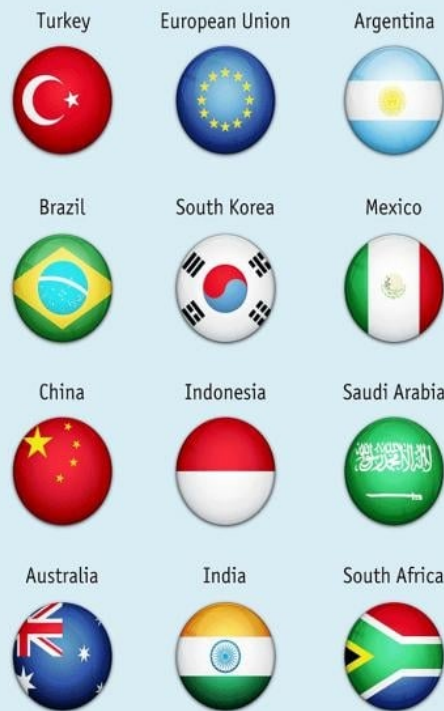 Turkey
European Union
Argentina
Brazil
South Korea
Mexico
China
Indonesia
Saudi Arabia
Australia
India
South Africa